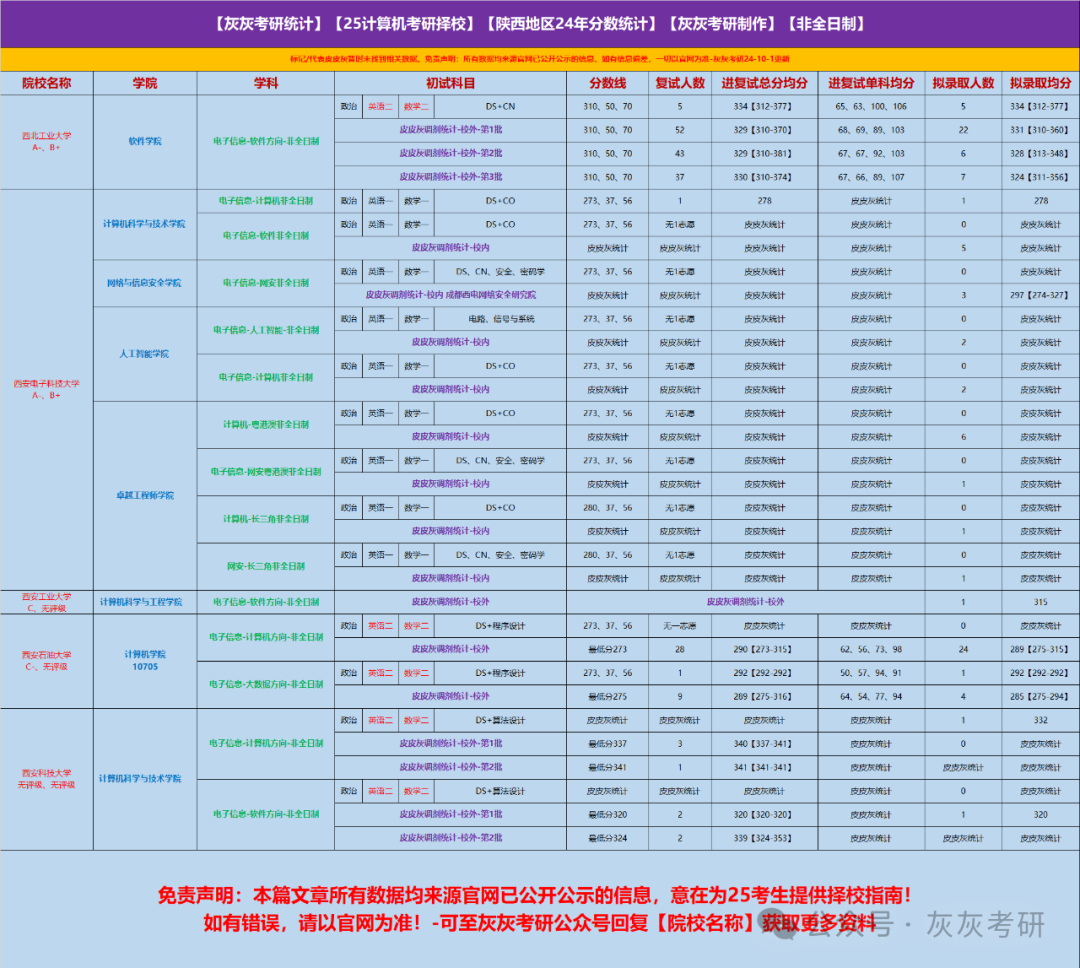 【灰灰考研统计】【25计算机考研择校】【陕西地区24年分数统计】【灰灰考研制作】【非全日制】
标记/代表皮皮灰暂时未找到相关数据，免责声明：所有数据均来源官网已公开公示的信息，如有信息偏差，一切以官网为准-灰灰考研24-10-1更新
院校名称 学院 学科 初试科目 分数线 复试人数 进复试总分均分 进复试单科均分 拟录取人数 拟录取均分
西北工业大学
A-、B+
软件学院
电子信息-软件方向-非全日制
政治 英语二 数学二 DS+CN 310、50、70 5 334【312-377】 65、63、100、106 5 334【312-377】
皮皮灰调剂统计-校外-第1批 310、50、70 52 329【310-370】 68、69、89、103 22 331【310-360】
皮皮灰调剂统计-校外-第2批 310、50、70 43 329【310-381】 67、67、92、103 6 328【313-348】
皮皮灰调剂统计-校外-第3批 310、50、70 37 330【310-374】 67、66、89、107 7 324【311-356】
西安电子科技大学
A-、B+
计算机科学与技术学院
电子信息-计算机非全日制
政治 英语一 数学一 DS+CO 273、37、56 1 278 皮皮灰统计 1 278
电子信息-软件非全日制
政治 英语一 数学一 DS+CO 273、37、56 无1志愿 皮皮灰统计 皮皮灰统计 0 皮皮灰统计
皮皮灰调剂统计-校内 皮皮灰统计 皮皮灰统计 皮皮灰统计 皮皮灰统计 5 皮皮灰统计
网络与信息安全学院
电子信息-网安非全日制
政治 英语一 数学一 DS、CN、安全、密码学 273、37、56 无1志愿 皮皮灰统计 皮皮灰统计 0 皮皮灰统计
皮皮灰调剂统计-校内 成都西电网络安全研究院 皮皮灰统计 皮皮灰统计 皮皮灰统计 皮皮灰统计 3 297【274-327】
人工智能学院
电子信息-人工智能-非全日制
政治 英语一 数学一 电路、信号与系统 273、37、56 无1志愿 皮皮灰统计 皮皮灰统计 0 皮皮灰统计
皮皮灰调剂统计-校内 皮皮灰统计 皮皮灰统计 皮皮灰统计 皮皮灰统计 2 皮皮灰统计
电子信息-计算机非全日制
政治 英语一 数学一 DS+CO 273、37、56 无1志愿 皮皮灰统计 皮皮灰统计 0 皮皮灰统计
皮皮灰调剂统计-校内 皮皮灰统计 皮皮灰统计 皮皮灰统计 皮皮灰统计 2 皮皮灰统计
卓越工程师学院
计算机-粤港澳非全日制
政治 英语一 数学一 DS+CO 273、37、56 无1志愿 皮皮灰统计 皮皮灰统计 0 皮皮灰统计
皮皮灰调剂统计-校内 皮皮灰统计 皮皮灰统计 皮皮灰统计 皮皮灰统计 6 皮皮灰统计
电子信息-网安粤港澳非全日制
政治 英语一 数学一 DS、CN、安全、密码学 273、37、56 无1志愿 皮皮灰统计 皮皮灰统计 0 皮皮灰统计
皮皮灰调剂统计-校内 皮皮灰统计 皮皮灰统计 皮皮灰统计 皮皮灰统计 1 皮皮灰统计
计算机-长三角非全日制
政治 英语一 数学一 DS+CO 280、37、56 无1志愿 皮皮灰统计 皮皮灰统计 0 皮皮灰统计
皮皮灰调剂统计-校内 皮皮灰统计 皮皮灰统计 皮皮灰统计 皮皮灰统计 1 皮皮灰统计
网安-长三角非全日制
政治 英语一 数学一 DS、CN、安全、密码学 280、37、56 无1志愿 皮皮灰统计 皮皮灰统计 0 皮皮灰统计
皮皮灰调剂统计-校内 皮皮灰统计 皮皮灰统计 皮皮灰统计 皮皮灰统计 1 皮皮灰统计
西安工业大学
C、无评级
计算机科学与工程学院
电子信息-软件方向-非全日制
皮皮灰调剂统计-校外 皮皮灰调剂统计-校外 1 315
西安石油大学
C-、无评级
计算机学院
10705
电子信息-计算机方向-非全日制
政治 英语二 数学二 DS+程序设计 273、37、56 无一志愿 皮皮灰统计 皮皮灰统计 0 皮皮灰统计
皮皮灰调剂统计-校外 最低分273 28 290【273-315】 62、56、73、98 24 289【275-315】
电子信息-大数据方向-非全日制
政治 英语二 数学二 DS+程序设计 273、37、56 1 292【292-292】 50、57、94、91 1 292【292-292】
皮皮灰调剂统计-校外 最低分275 9 289【275-316】 64、54、77、94 4 285【275-294】
西安科技大学
无评级、无评级
计算机科学与技术学院
电子信息-计算机方向-非全日制
政治 英语二 数学二 DS+算法设计 皮皮灰统计 皮皮灰统计 皮皮灰统计 皮皮灰统计 1 332
皮皮灰调剂统计-校外-第1批 最低分337 3 340【337-341】 皮皮灰统计 0 皮皮灰统计
皮皮灰调剂统计-校外-第2批 最低分341 1 341【341-341】 皮皮灰统计 皮皮灰统计 皮皮灰统计
电子信息-软件方向-非全日制
政治 英语二 数学二 DS+算法设计 皮皮灰统计 皮皮灰统计 皮皮灰统计 皮皮灰统计 0 皮皮灰统计
皮皮灰调剂统计-校外-第1批 最低分320 2 320【320-320】 皮皮灰统计 1 320
皮皮灰调剂统计-校外-第2批 最低分324 2 339【324-353】 皮皮灰统计 皮皮灰统计 皮皮灰统计
免责声明：本篇文章所有数据均来源官网已公开公示的信息，意在为25考生提供择校指南！
如有错误，请以官网为准！-可至灰灰考研公众号回复【院校名称】获取更多资料
公众号 · 灰灰考研